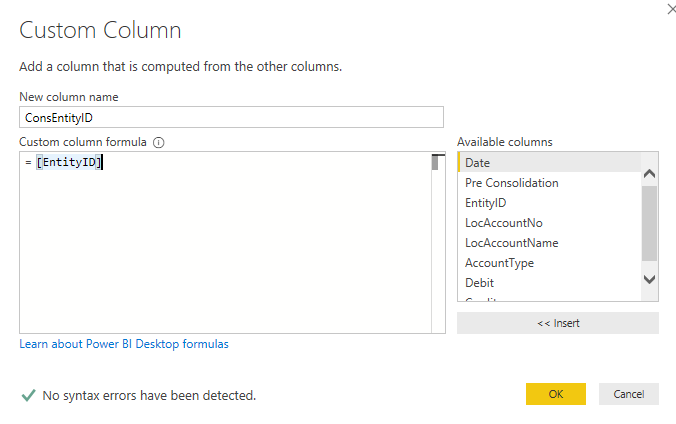 Custom Column
Add a column that is computed from the other columns.
New column name
ConsEntityID
Custom column formula
Available columns
= [EntityID]
Date
Pre Consolidation
EntityID
LocAccountNo
LocAccountName
AccountType
Debit
<< Insert
Learn about Power BI Desktop formulas
No syntax errors have been detected.
OK
Cancel